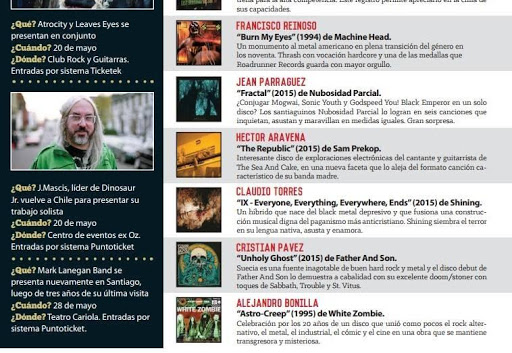 ¿Qué? Atrocity y Leaves Eyes se
presentan en conjunto
¿Cuándo? 20 de mayo
¿Dónde? Club Rock y Guitarras.
Entradas por sistema Ticketek
¿Qué? J.Mascis, líder de Dinosaur
Jr. vuelve a Chile para presentar su
trabajo solista
¿Cuándo? 20 de mayo
¿Dónde? Centro de eventos ex Oz.
Entradas por sistema Puntoticket
¿Qué? Mark Lanegan Band se
presenta nuevamente en Santiago,
luego de tres años de su última visita
¿Cuándo? 28 de mayo
¿Dónde? Teatro Cariola. Entradas por
sistema Puntoticket.
sus capacidades.
FRANCISCO REINOSO
"Burn My Eyes" (1994) de Machine Head.
Un monumento al metal americano en plena transición del género en
los noventa. Thrash con vocación hardcore y una de las medallas que
Roadrunner Records guarda con mayor orgullo.
JEAN PARRAGUEZ
"Fractal" (2015) de Nubosidad Parcial.
¿Conjugar Mogwai, Sonic Youth y Godspeed You! Black Emperor en un solo
disco? Los santiaguinos Nubosidad Parcial lo logran en seis canciones que
inquietan, asustan y maravillan en medidas iguales. Gran sorpresa.
HECTOR ARAVENA
"The Republic" (2015) de Sam Prekop.
Interesante disco de exploraciones electrónicas del cantante y guitarrista de
The Sea And Cake, en una nueva faceta que lo aleja del formato canción ca-
racterístico de su banda madre.
CLAUDIO TORRES
"IX - Everyone, Everything, Everywhere, Ends" (2015) de Shining.
Un híbrido que nace del black metal depresivo y que fusiona una construc-
ción musical digna del paganismo más anticristiano. Shining siembra el terror
en su lengua nativa, asusta y enamora.
CRISTIAN PAVEZ
"Unholy Ghost" (2015) de Father And Son.
Suecia es una fuente inagotable de buen hard rock y metal y el disco debut de
Father And Son lo demuestra a cabalidad con su excelente doom/stoner con
toques de Sabbath, Trouble y St. Vitus.
WHITE ZOMBIE
ALEJANDRO BONILLA
"Astro-Creep" (1995) de White Zombie.
Celebración por los 20 años de un disco que unió como pocos el rock alter-
nativo, el metal, el industrial, el cómic y el cine en una obra que se mantiene
transgresora y misteriosa.